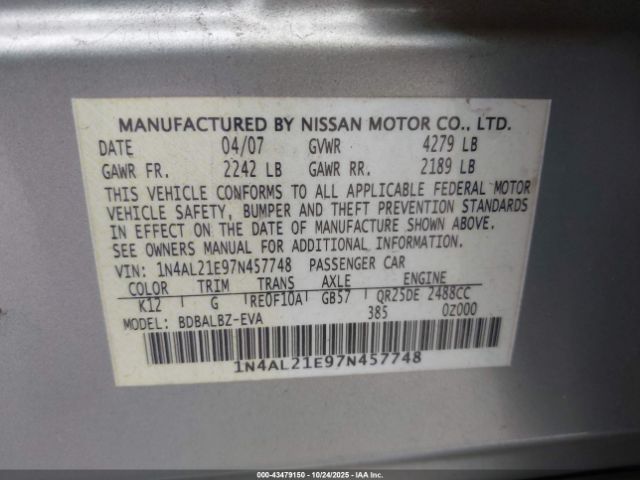 MANUFACTURED BY NISSAN MOTOR CO., LTD.
DATE 04/07 GVWR 4279 LB
GAWR FR. 2242 LB GAWR RR. 2189 LB
THIS VEHICLE CONFORMS TO ALL APPLICABLE FEDERAL MOTOR
VEHICLE SAFETY, BUMPER AND THEFT PREVENTION STANDARDS
IN EFFECT ON THE DATE OF MANUFACTURE SHOWN ABOVE.
SEE OWNERS MANUAL FOR ADDITIONAL INFORMATION.
VIN: 1N4AL21E97N457748 PASSENGER CAR
COLOR TRIM TRANS AXLE ENGINE
K12 G RE0F10A GB57 QR25DE 2488CC
MODEL: BDBALBZ-EVA 385 0Z000
1N4AL21E97N457748
000-43479150 10/24/2025 IAAI.com